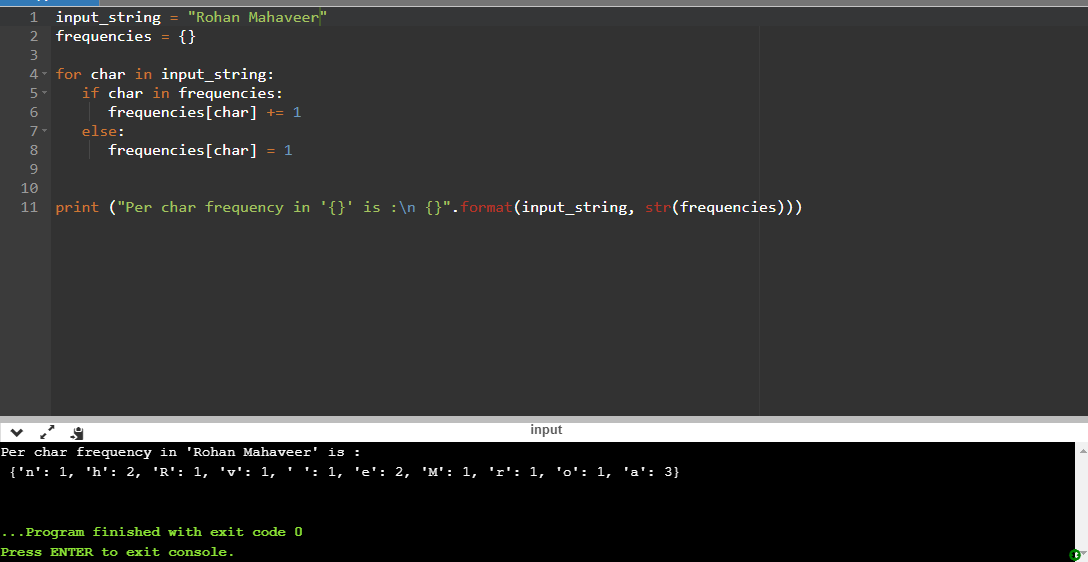 1 input_string = "Rohan Mahaveer"
2 frequencies = {}
3
4 for char in input_string:
5     if char in frequencies:
6         frequencies[char] += 1
7     else:
8         frequencies[char] = 1
9
10
11 print ("Per char frequency in '{}' is :\n {}".format(input_string, str(frequencies)))
input
Per char frequency in 'Rohan Mahaveer' is :
 {'n': 1, 'h': 2, 'R': 1, 'v': 1, ' ': 1, 'e': 2, 'M': 1, 'r': 1, 'o': 1, 'a': 3}
...Program finished with exit code 0
Press ENTER to exit console.